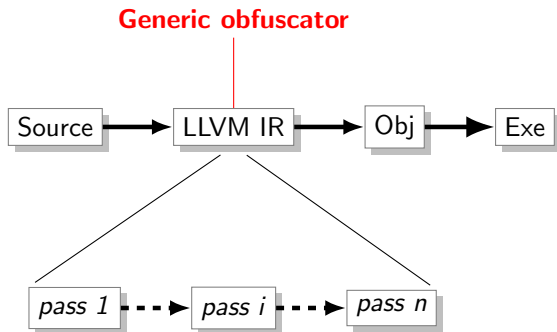 Generic obfuscator
Source
LLVM IR
Obj
Exe
pass 1
pass i
pass n